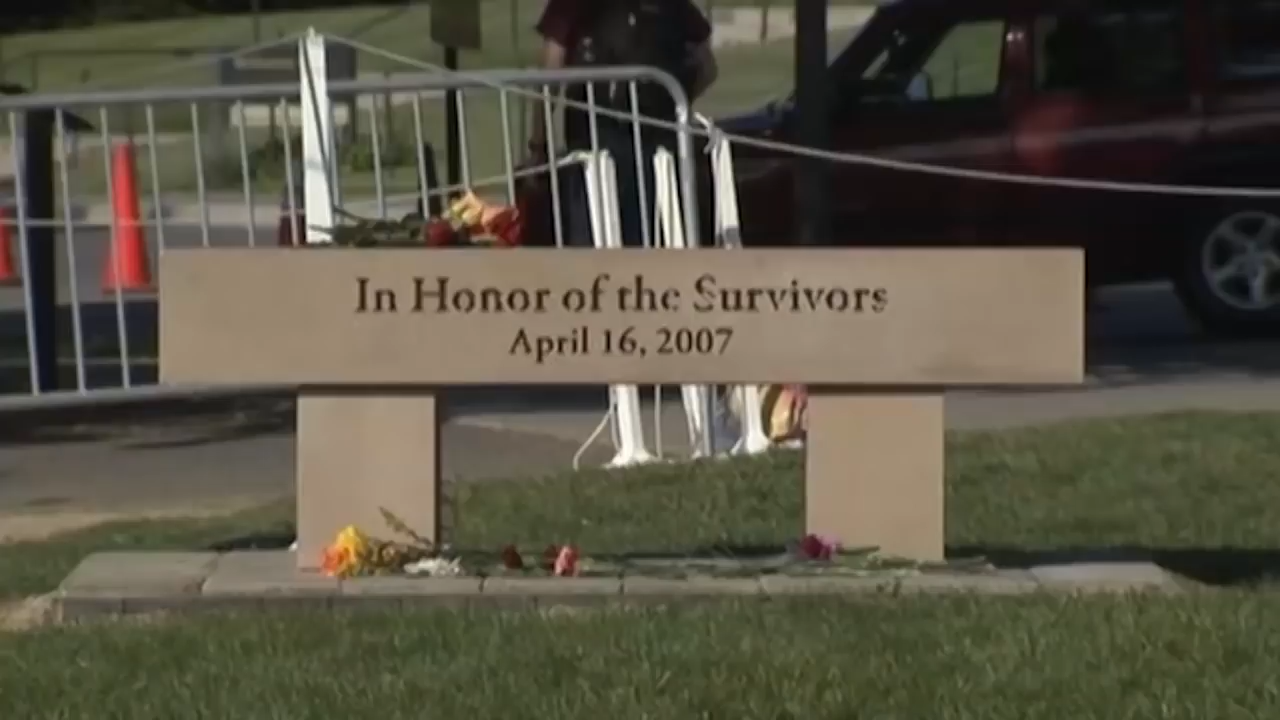 In Honor of the Survivors
April 16, 2007